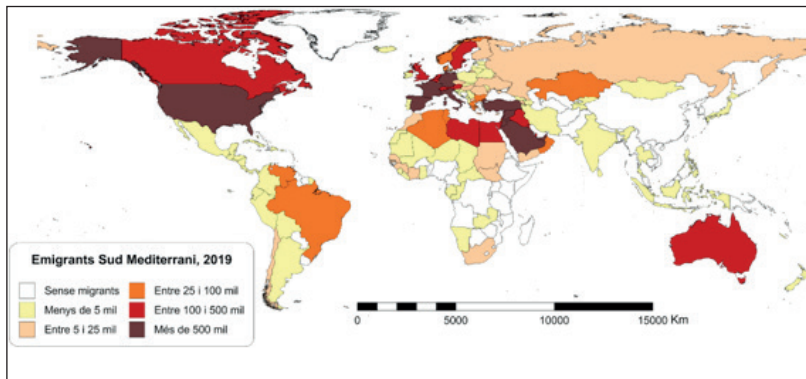 Emigrants Sud Mediterrani, 2019
Sense migrants
Menys de 5 mil
Entre 5 i 25 mil
Entre 25 i 100 mil
Entre 100 i 500 mil
Més de 500 mil
0 5000 10000 15000 Km